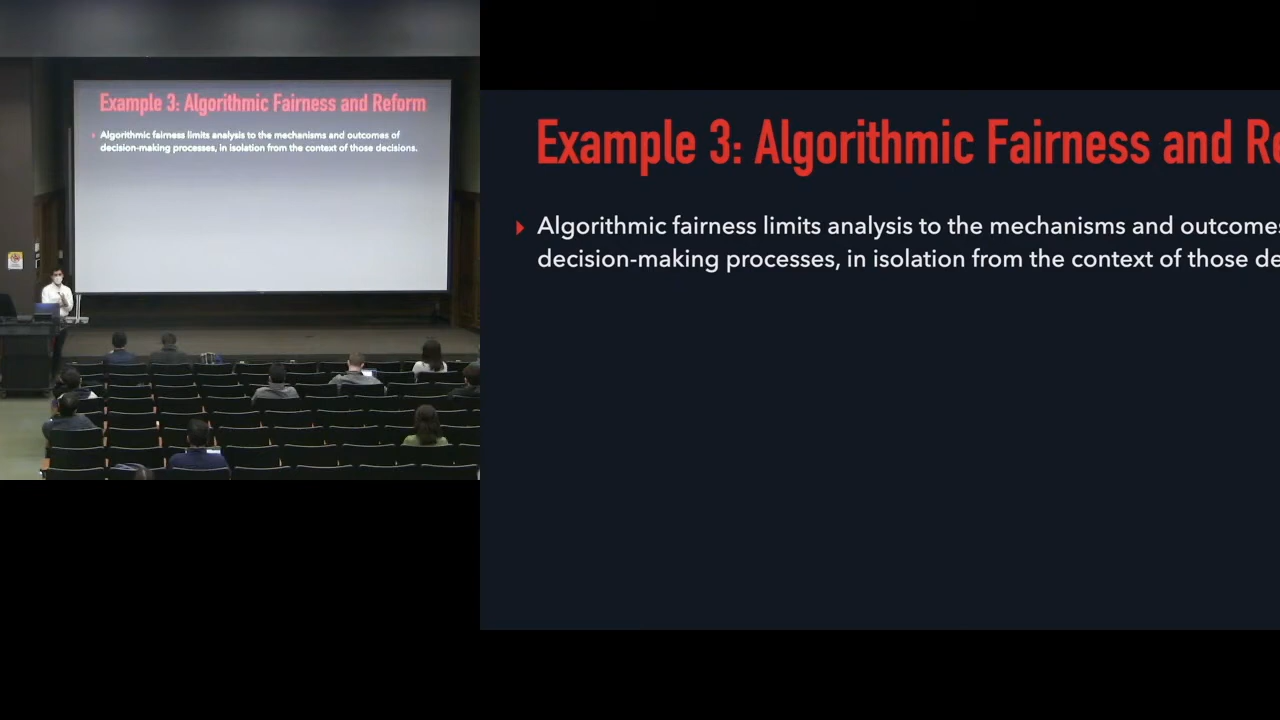 Example 3: Algorithmic Fairness and Reform
Algorithmic fairness limits analysis to the mechanisms and outcomes of
decision-making processes, in isolation from the context of those decisions.
Example 3: Algorithmic Fairness and Re
Algorithmic fairness limits analysis to the mechanisms and outcomes
decision-making processes, in isolation from the context of those de